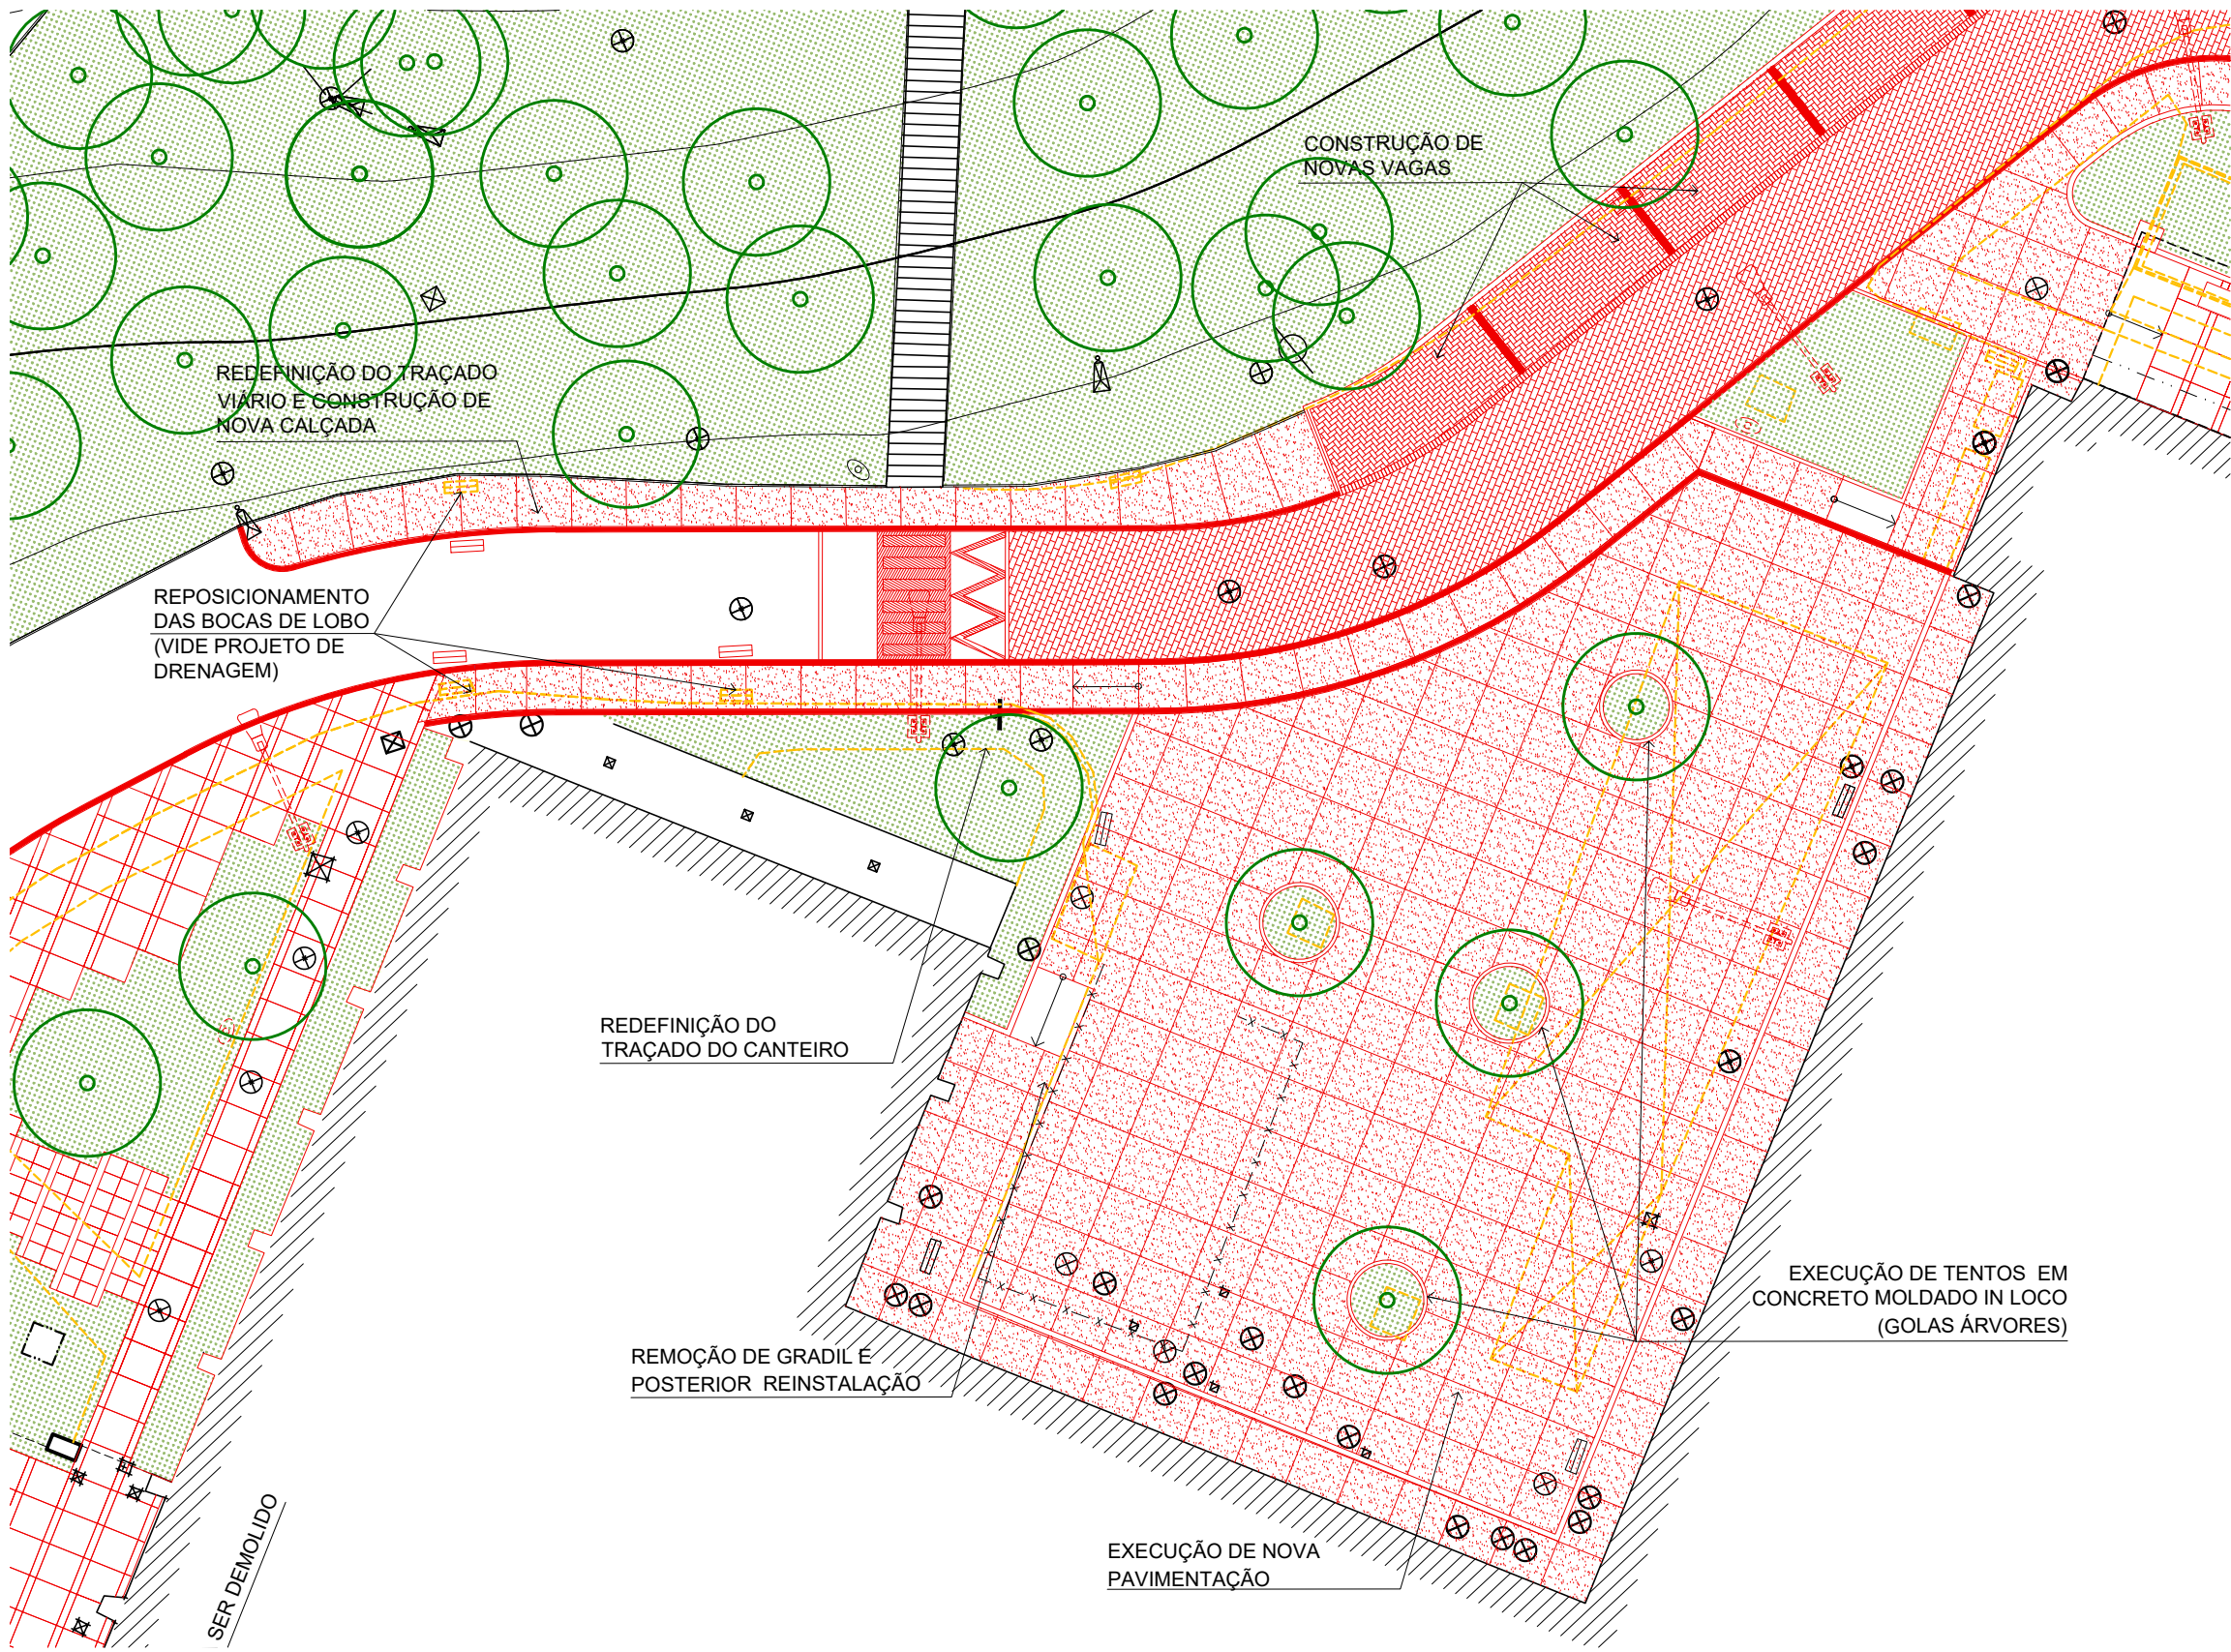 CONSTRUÇÃO DE
NOVAS VAGAS
REDEFINIÇÃO DO TRAÇADO
VIÁRIO E CONSTRUÇÃO DE
NOVA CALÇADA
REPOSICIONAMENTO
DAS BOCAS DE LOBO
(VIDE PROJETO DE
DRENAGEM)
REDEFINIÇÃO DO
TRAÇADO DO CANTEIRO
EXECUÇÃO DE TENTOS EM
CONCRETO MOLDADO IN LOCO
(GOLAS ÁRVORES)
REMOÇÃO DE GRADIL E
POSTERIOR REINSTALAÇÃO
EXECUÇÃO DE NOVA
PAVIMENTAÇÃO
SER DEMOLIDO